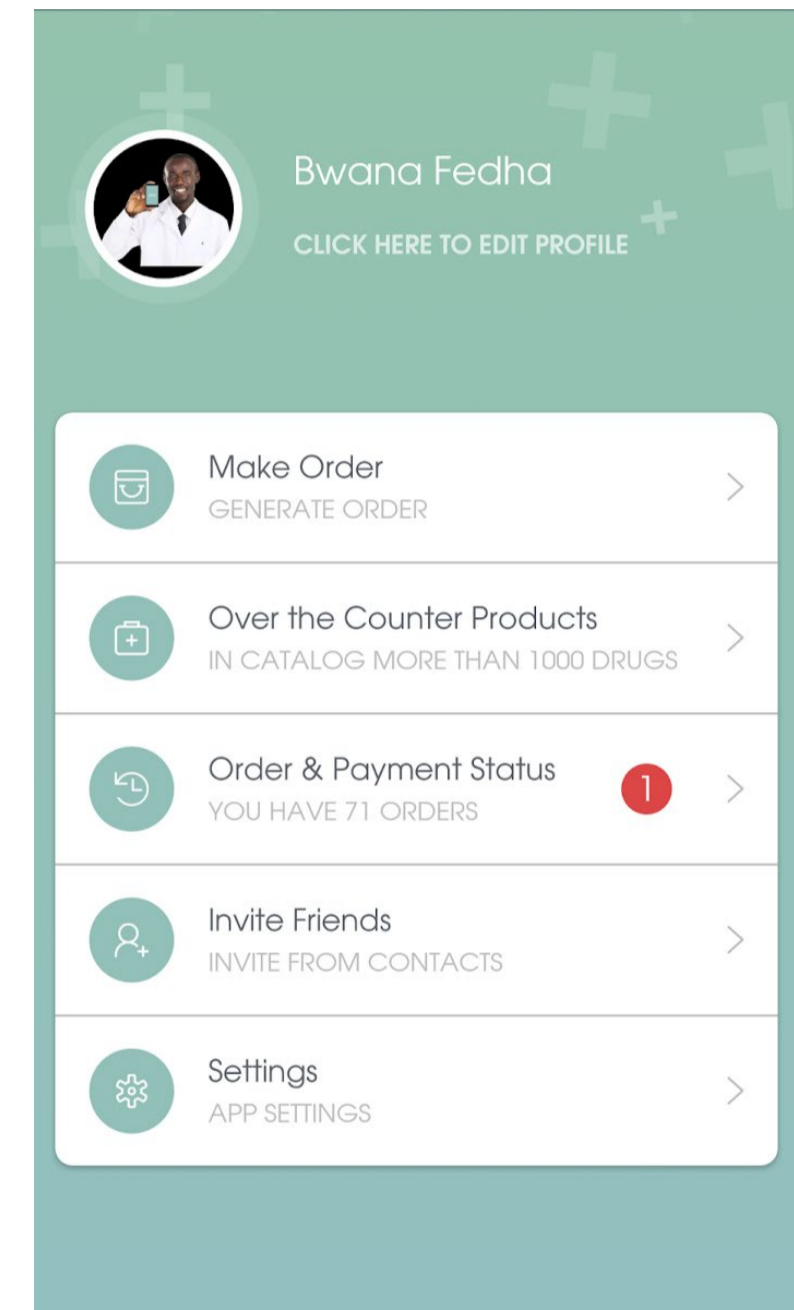 Bwana Fedha
CLICK HERE TO EDIT PROFILE
Make Order
GENERATE ORDER
Over the Counter Products
IN CATALOG MORE THAN 1000 DRUGS
Order & Payment Status
YOU HAVE 71 ORDERS
1
Invite Friends
INVITE FROM CONTACTS
Settings
APP SETTINGS